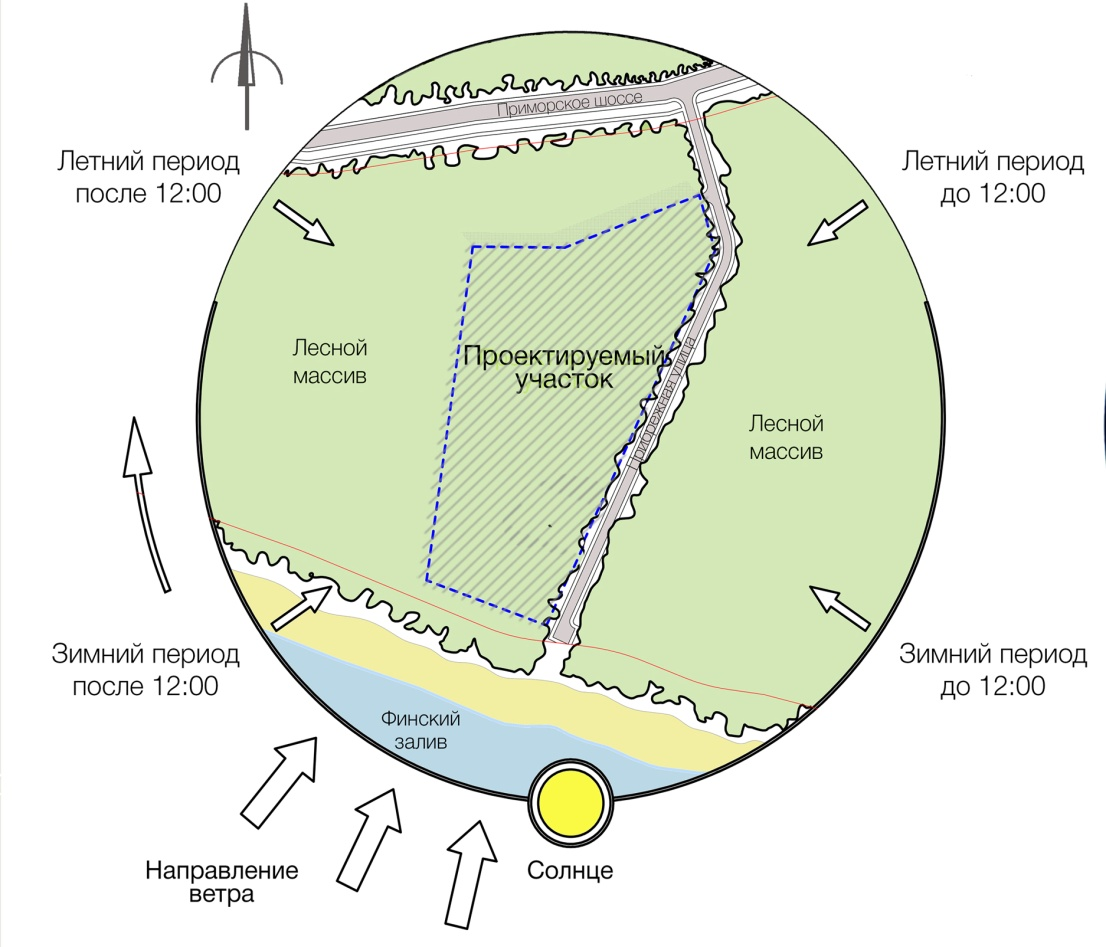 Приморское шоссе
Летний период
после 12:00
Летний период
до 12:00
Лесной
массив
Проектируемый
участок
Прибрежная улица
Лесной
массив
Зимний период
после 12:00
Зимний период
до 12:00
Финский
залив
Направление
ветра
Солнце